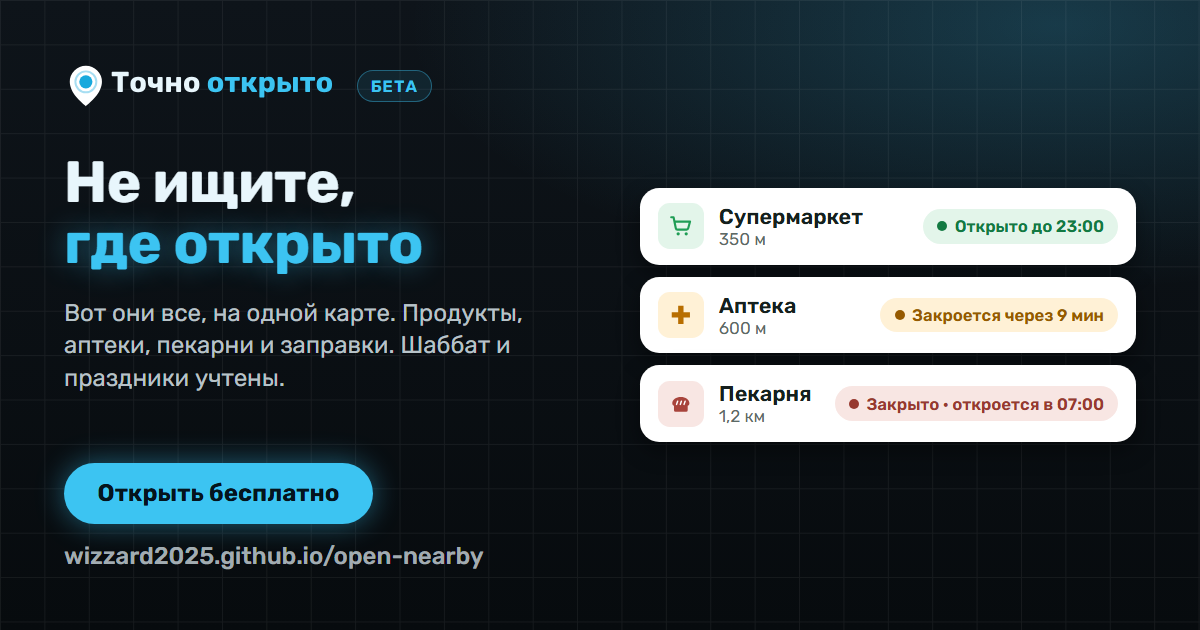 Точно открыто
БЕТА
Не ищите,
где открыто
Вот они все, на одной карте. Продукты,
аптеки, пекарни и заправки. Шаббат и
праздники учтены.
Открыть бесплатно
wizzard2025.github.io/open-nearby
Супермаркет
350 м
Открыто до 23:00
Аптека
600 м
Закроется через 9 мин
Пекарня
1,2 км
Закрыто • откроется в 07:00